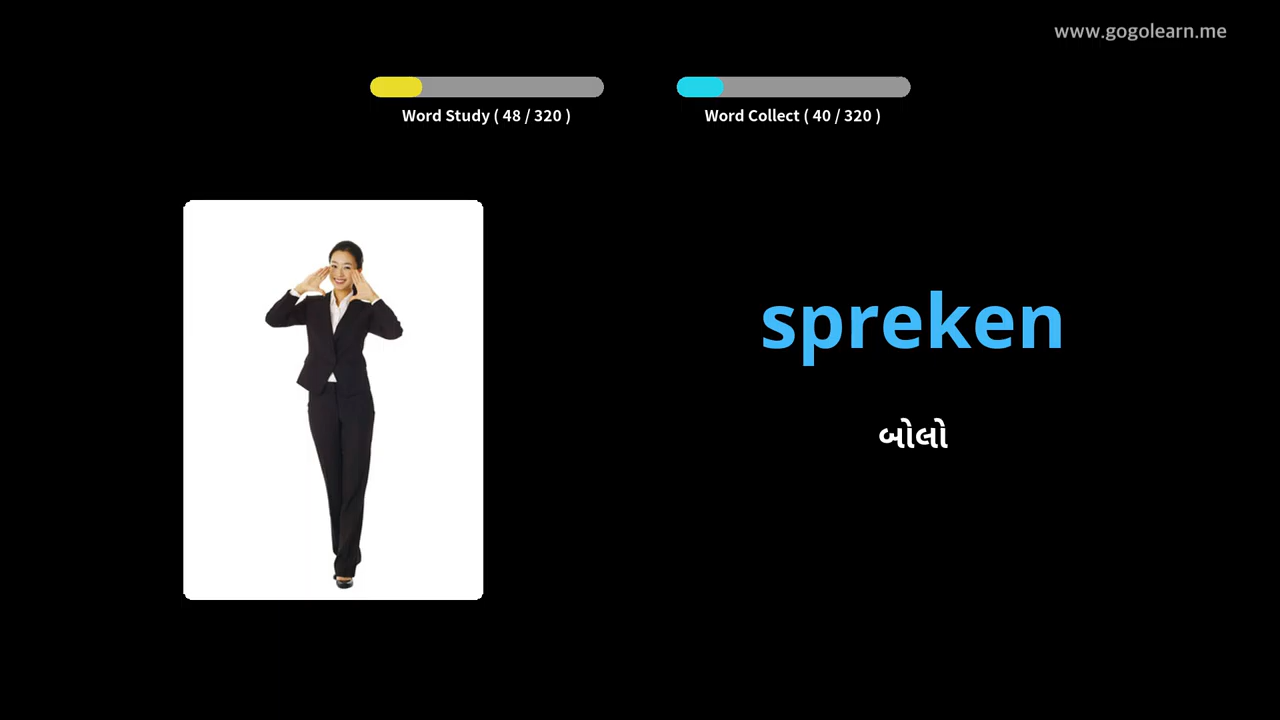 www.gogolearn.me
Word Study ( 48 / 320 )
Word Collect ( 40 / 320 )
spreken
બોલો